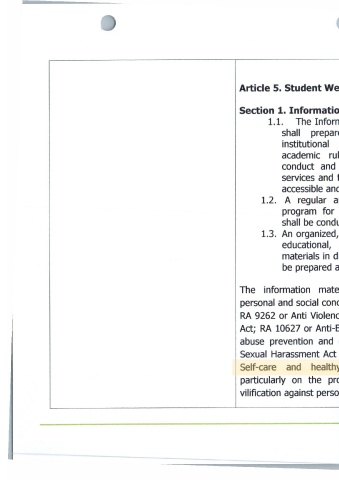 Article 5. Student We
Section 1. Informatio
1.1. The Inform
shall prepare
institutional
academic rul
conduct and
services and f
accessible and
1.2. A regular a
program for
shall be condu
1.3. An organized,
educational,
materials in d
be prepared a
The information mate
personal and social cond
RA 9262 or Anti Violenc
Act; RA 10627 or Anti-B
abuse prevention and
Sexual Harassment Act
Self-care and healthy
particularly on the pro
vilification against perso